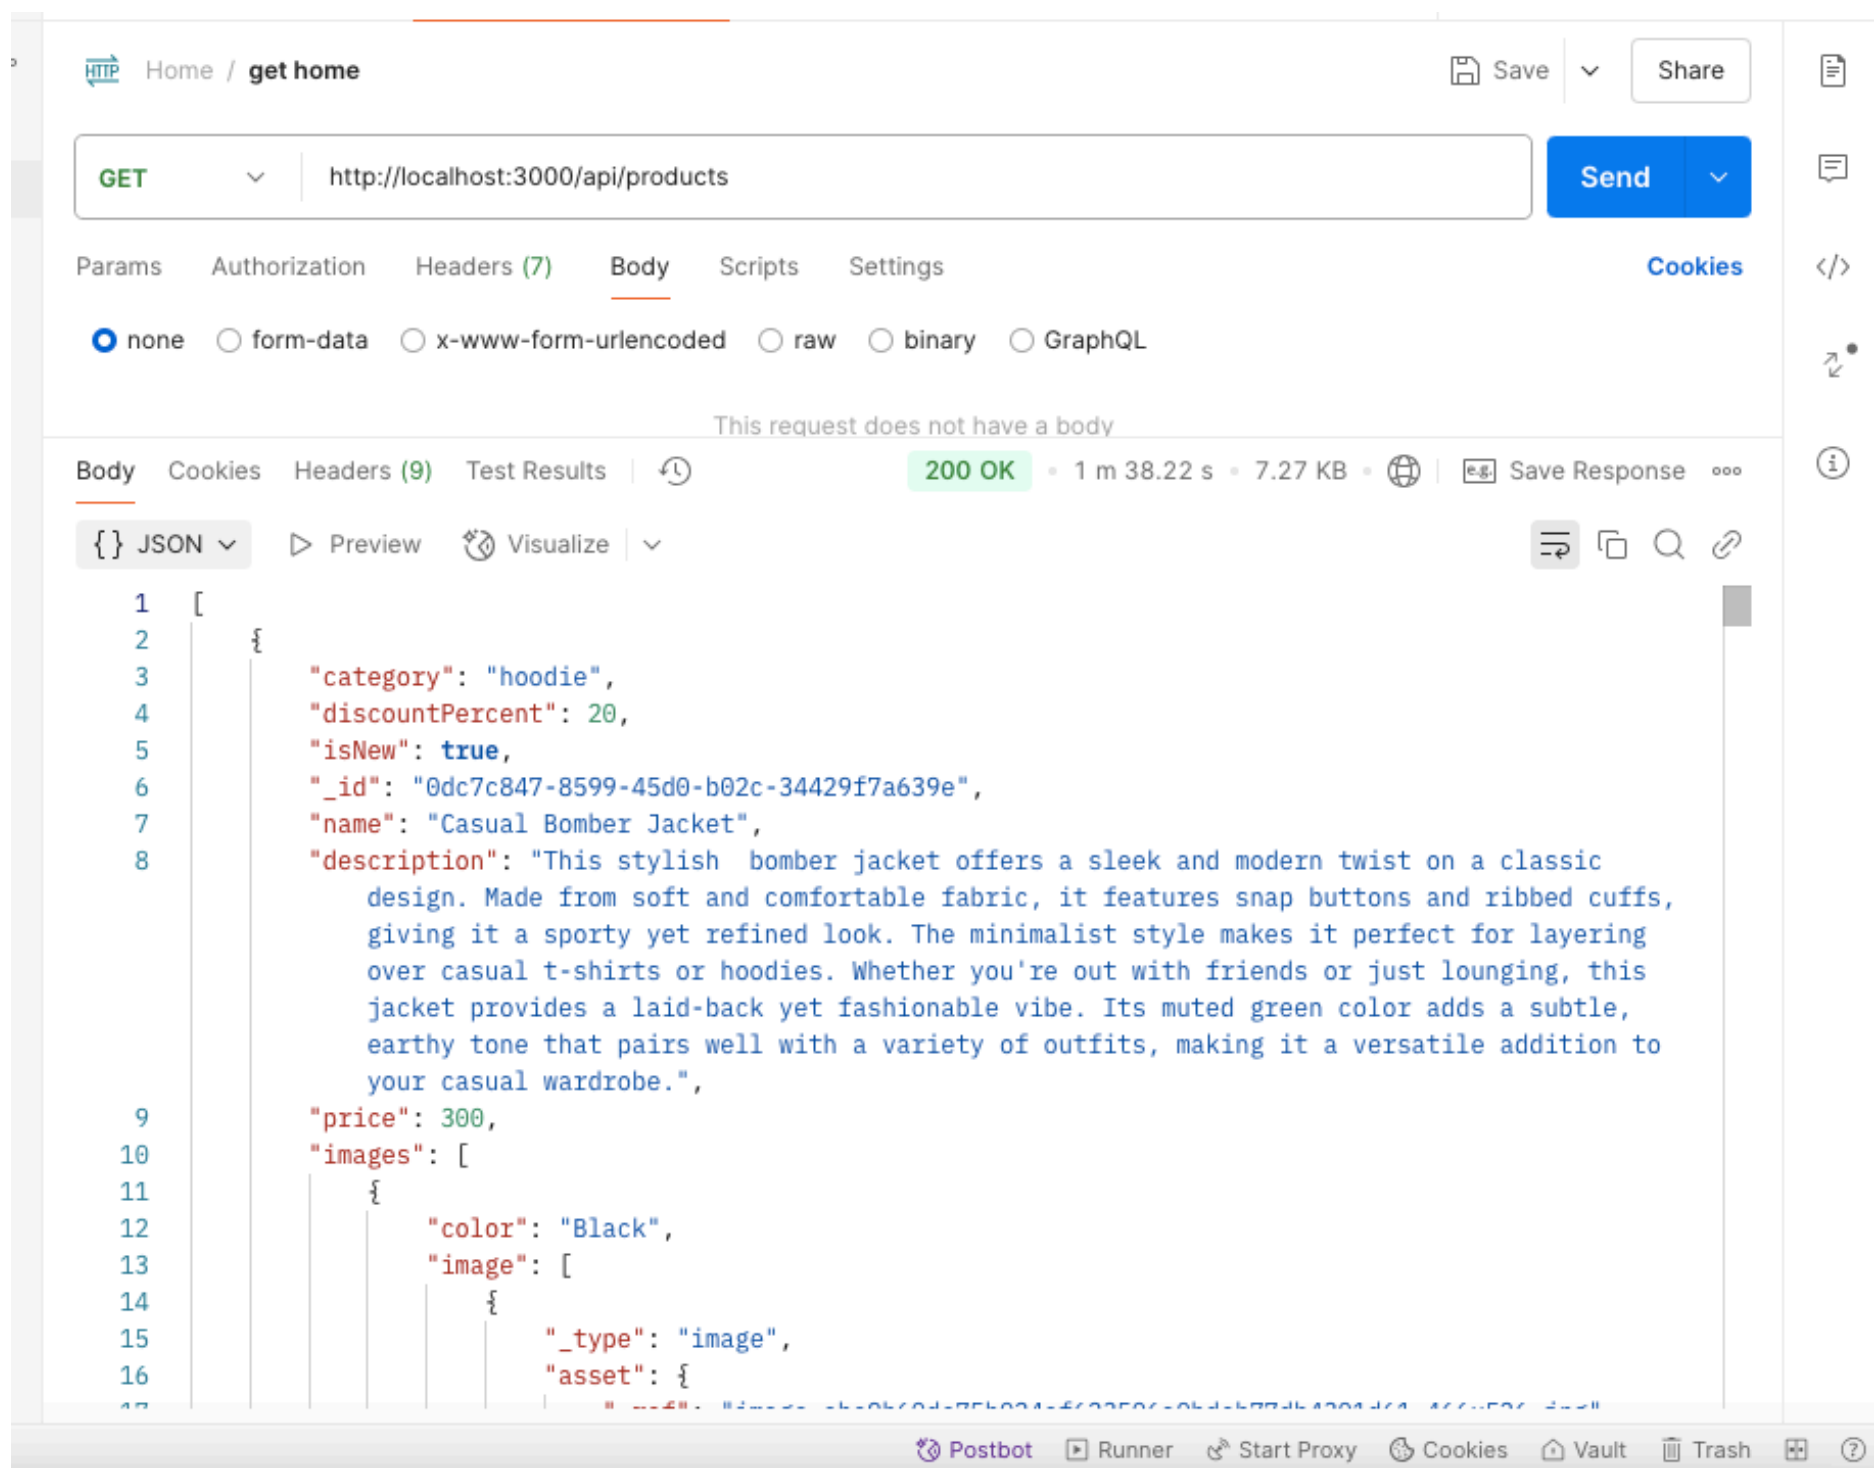 HTTP Home / get home Save Share
GET http://localhost:3000/api/products Send
Params Authorization Headers (7) Body Scripts Settings Cookies
none form-data x-www-form-urlencoded raw binary GraphQL
This request does not have a body
Body Cookies Headers (9) Test Results 200 OK 1 m 38.22 s 7.27 KB e.g. Save Response
{} JSON Preview Visualize
1 [
2 {
3 "category": "hoodie",
4 "discountPercent": 20,
5 "isNew": true,
6 "_id": "0dc7c847-8599-45d0-b02c-34429f7a639e",
7 "name": "Casual Bomber Jacket",
8 "description": "This stylish  bomber jacket offers a sleek and modern twist on a classic
design. Made from soft and comfortable fabric, it features snap buttons and ribbed cuffs,
giving it a sporty yet refined look. The minimalist style makes it perfect for layering
over casual t-shirts or hoodies. Whether you're out with friends or just lounging, this
jacket provides a laid-back yet fashionable vibe. Its muted green color adds a subtle,
earthy tone that pairs well with a variety of outfits, making it a versatile addition to
your casual wardrobe.",
9 "price": 300,
10 "images": [
11 {
12 "color": "Black",
13 "image": [
14 {
15 "_type": "image",
16 "asset": {
17
Postbot Runner Start Proxy Cookies Vault Trash